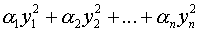 α₁y₁² + α₂y₂² + ... + αₙyₙ²